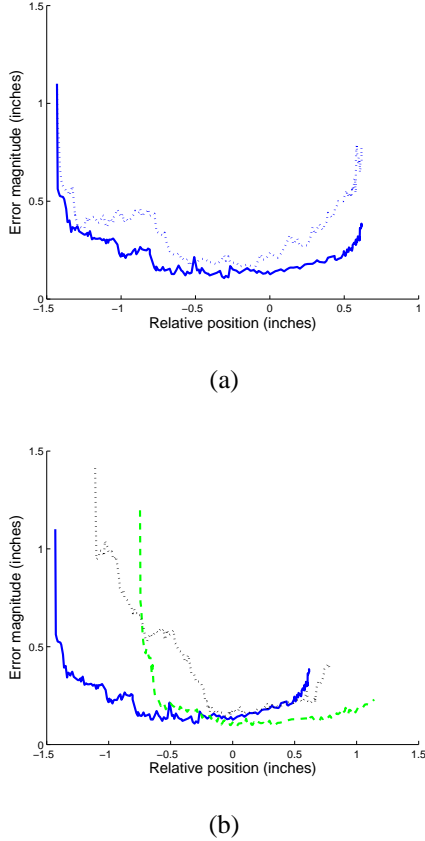 1.5
1
0.5
0
−1.5 −1 −0.5 0 0.5 1
Error magnitude (inches)
Relative position (inches)
(a)
1.5
1
0.5
0
−1.5 −1 −0.5 0 0.5 1 1.5
Error magnitude (inches)
Relative position (inches)
(b)